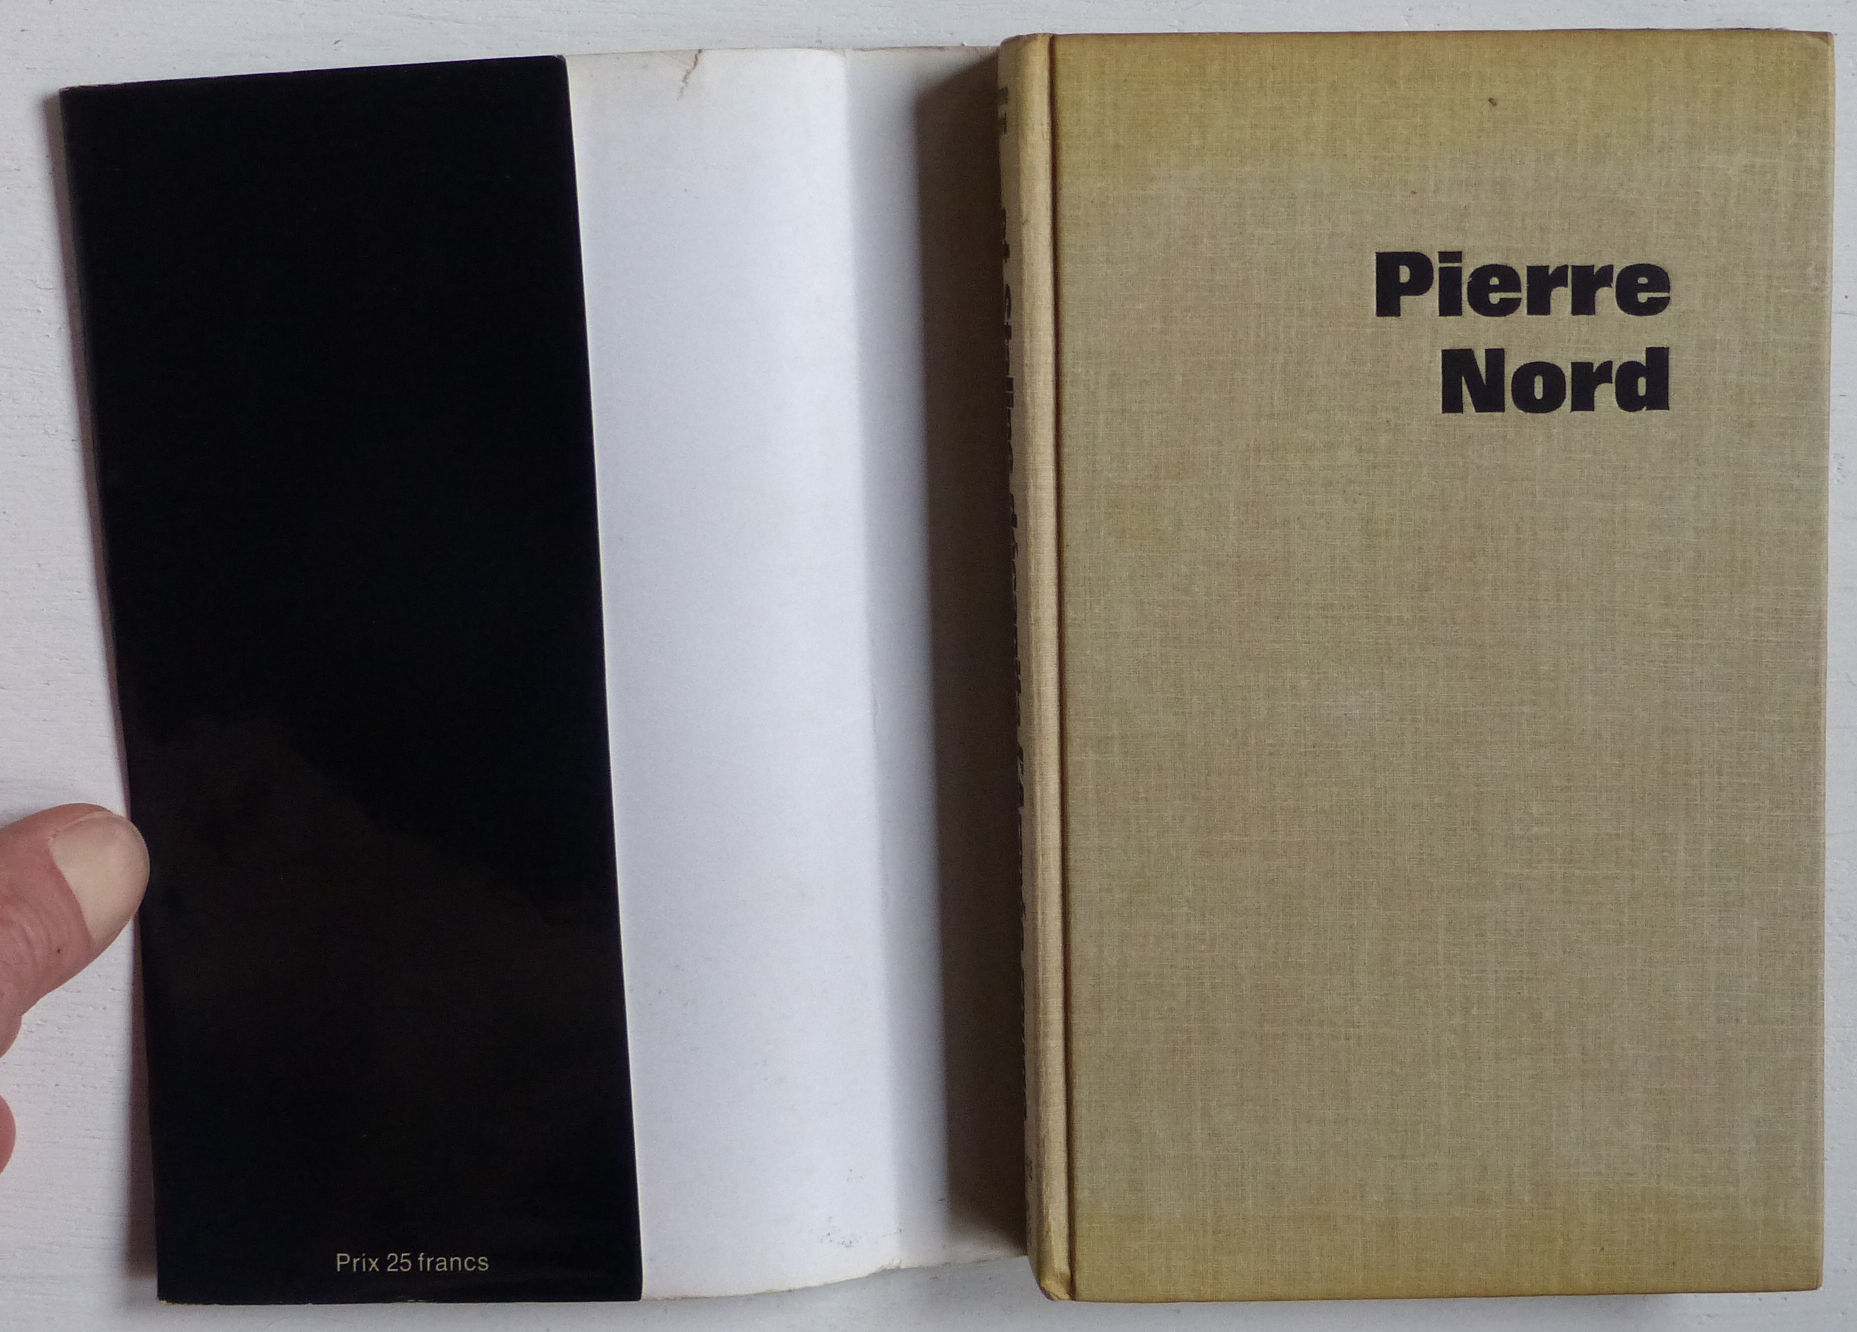 Prix 25 francs
Pierre
Nord